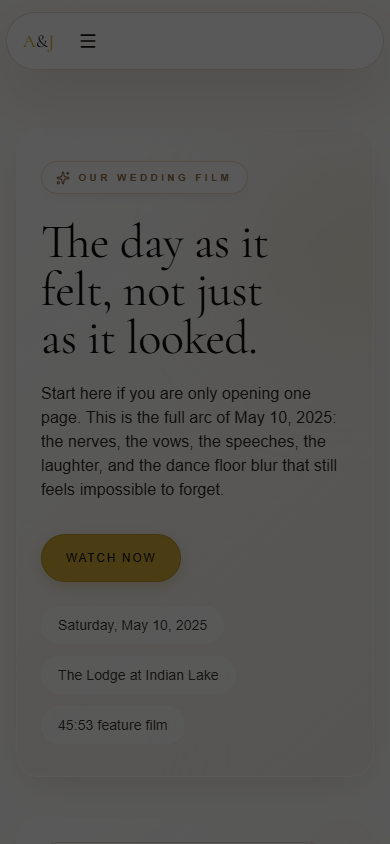 A&J
OUR WEDDING FILM
The day as it
felt, not just
as it looked.
Start here if you are only opening one
page. This is the full arc of May 10, 2025:
the nerves, the vows, the speeches, the
laughter, and the dance floor blur that still
feels impossible to forget.
WATCH NOW
Saturday, May 10, 2025
The Lodge at Indian Lake
45:53 feature film